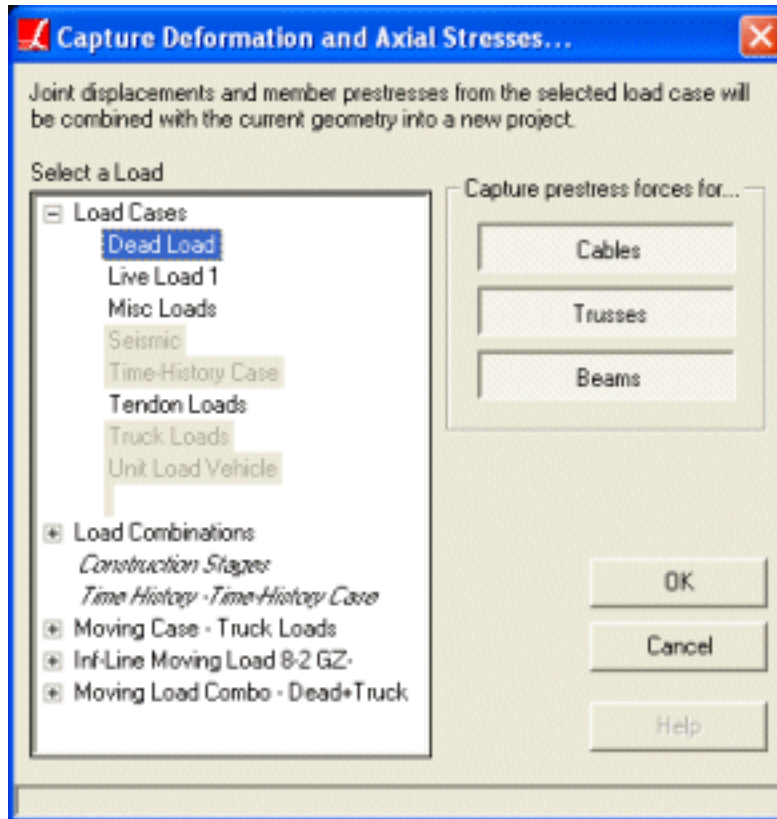 Capture Deformation and Axial Stresses...
Joint displacements and member prestresses from the selected load case will
be combined with the current geometry into a new project.
Select a Load
Load Cases
Dead Load
Live Load 1
Misc Loads
Seismic
Time-History Case
Tendon Loads
Truck Loads
Unit Load Vehicle
Load Combinations
Construction Stages
Time History -Time-History Case
Moving Case - Truck Loads
Inf-Line Moving Load 8-2 GZ-
Moving Load Combo - Dead+Truck
Capture prestress forces for...
Cables
Trusses
Beams
OK
Cancel
Help